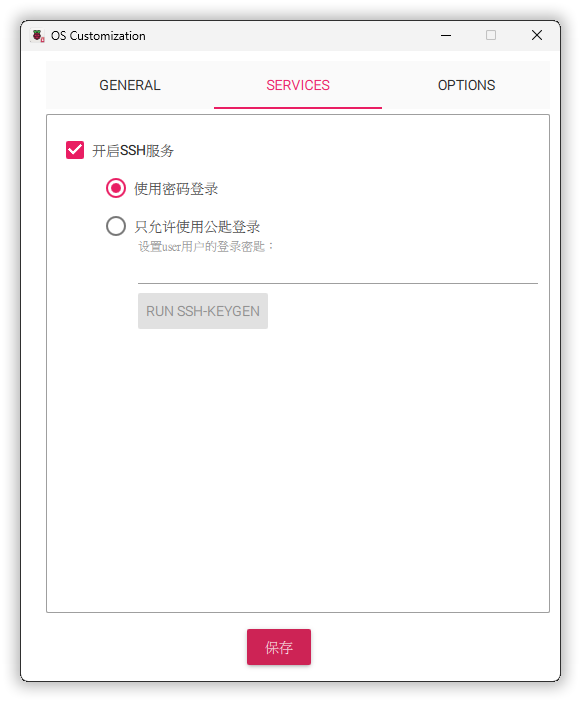 OS Customization
GENERAL SERVICES OPTIONS
开启SSH服务
使用密码登录
只允许使用公匙登录
设置user用户的登录密匙：
RUN SSH-KEYGEN
保存